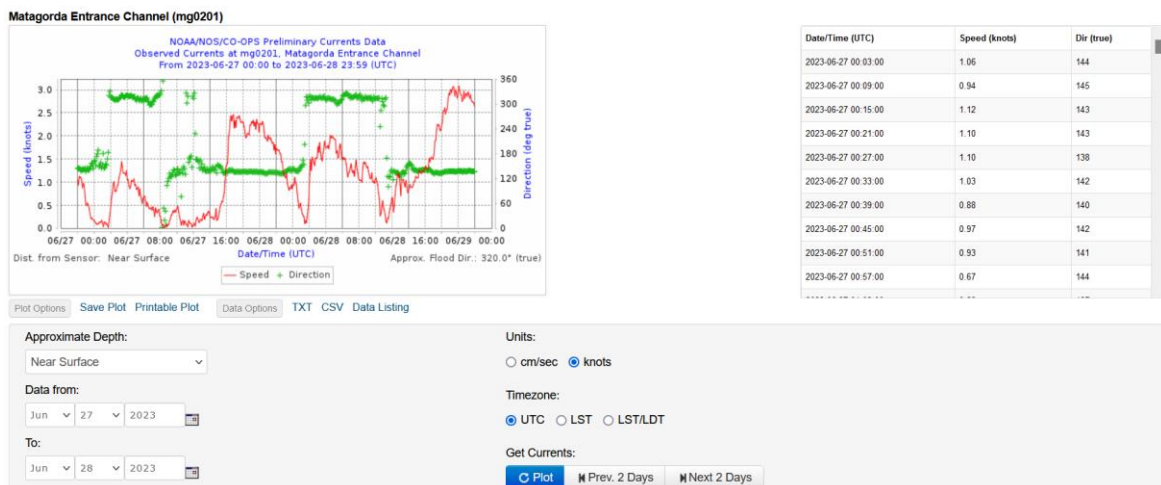 Matagorda Entrance Channel (mg0201)
NOAA/NOS/CO-OPS Preliminary Currents Data
Observed Currents at mg0201, Matagorda Entrance Channel
From 2023-06-27 00:00 to 2023-06-28 23:59 (UTC)
Speed (knots)
3.0
2.5
2.0
1.5
1.0
0.5
0.0
360
300
240
180
120
60
0
Direction (deg true)
06/27 00:00 06/27 08:00 06/27 16:00 06/28 00:00 06/28 08:00 06/28 16:00 06/29 00:00
Date/Time (UTC)
Dist. from Sensor: Near Surface
Approx. Flood Dir.: 320.0° (true)
Speed + Direction
Date/Time (UTC) Speed (knots) Dir (true)
2023-06-27 00:03:00 1.06 144
2023-06-27 00:09:00 0.94 145
2023-06-27 00:15:00 1.12 143
2023-06-27 00:21:00 1.10 143
2023-06-27 00:27:00 1.10 138
2023-06-27 00:33:00 1.03 142
2023-06-27 00:39:00 0.88 140
2023-06-27 00:45:00 0.97 142
2023-06-27 00:51:00 0.93 141
2023-06-27 00:57:00 0.67 144
Plot Options Save Plot Printable Plot Data Options TXT CSV Data Listing
Approximate Depth:
Near Surface
Data from:
Jun 27 2023
To:
Jun 28 2023
Units:
cm/sec knots
Timezone:
UTC LST LST/LDT
Get Currents:
Plot Prev. 2 Days Next 2 Days